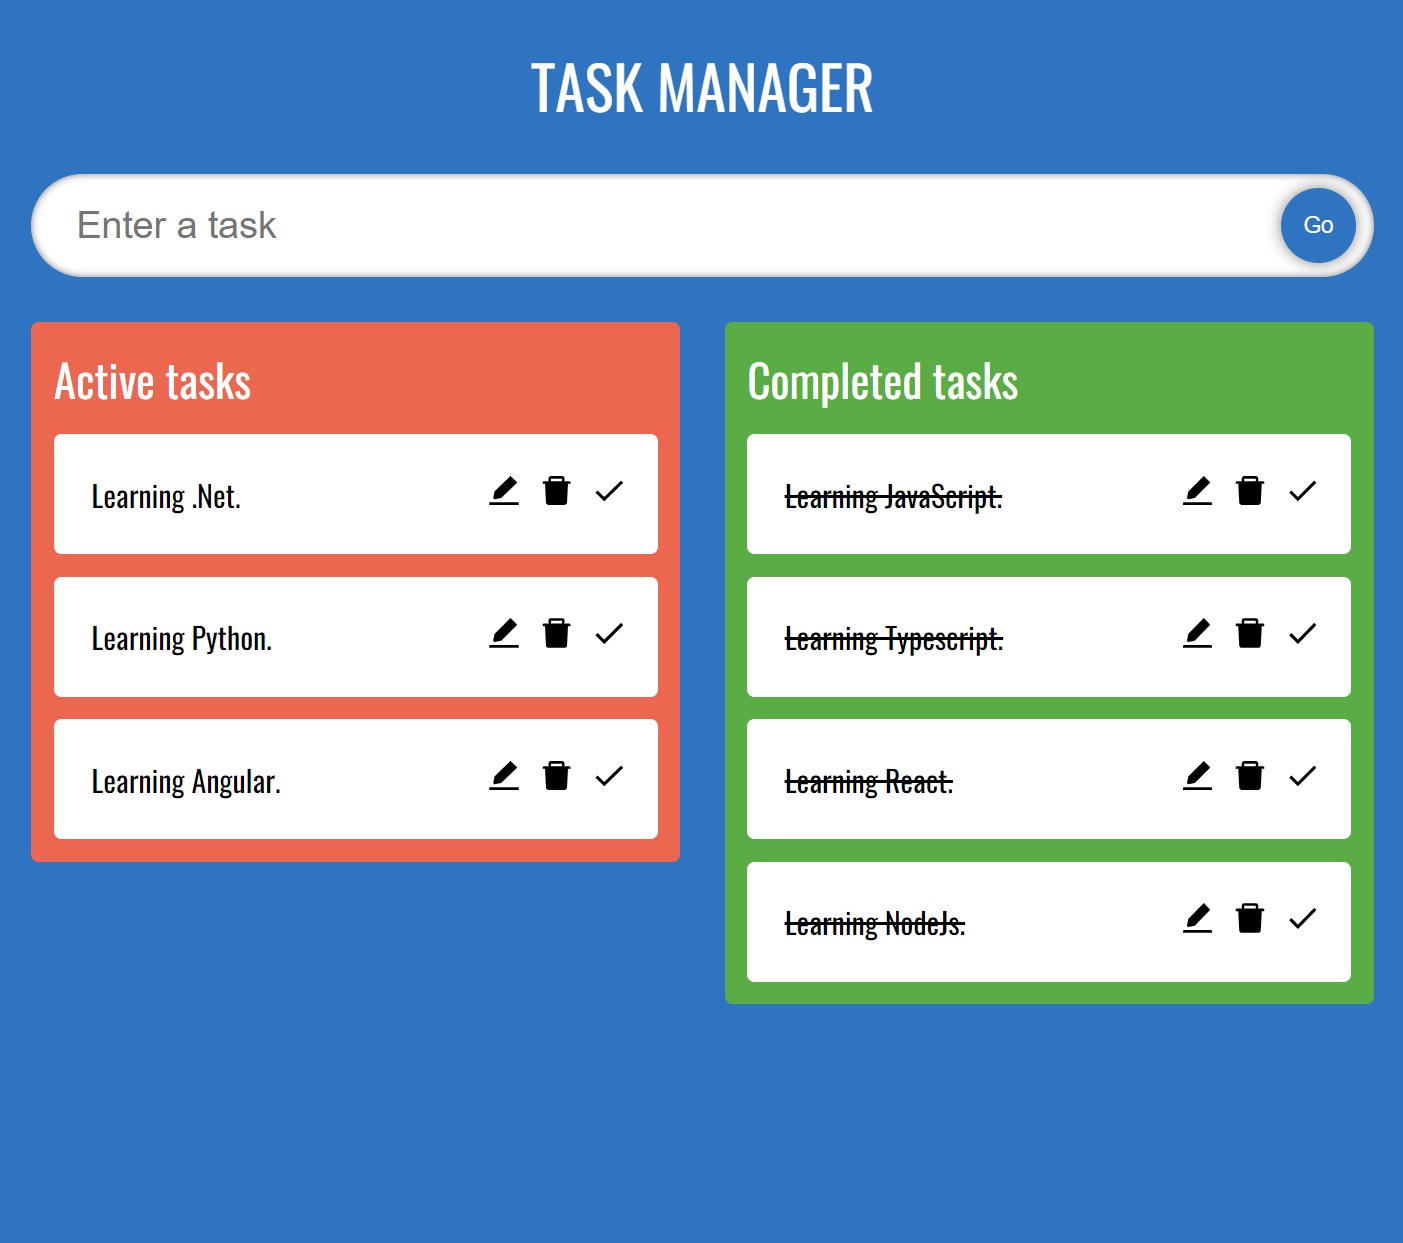 TASK MANAGER
Enter a task
Go
Active tasks
Learning .Net.
Learning Python.
Learning Angular.
Completed tasks
Learning JavaScript.
Learning Typescript.
Learning React.
Learning NodeJs.